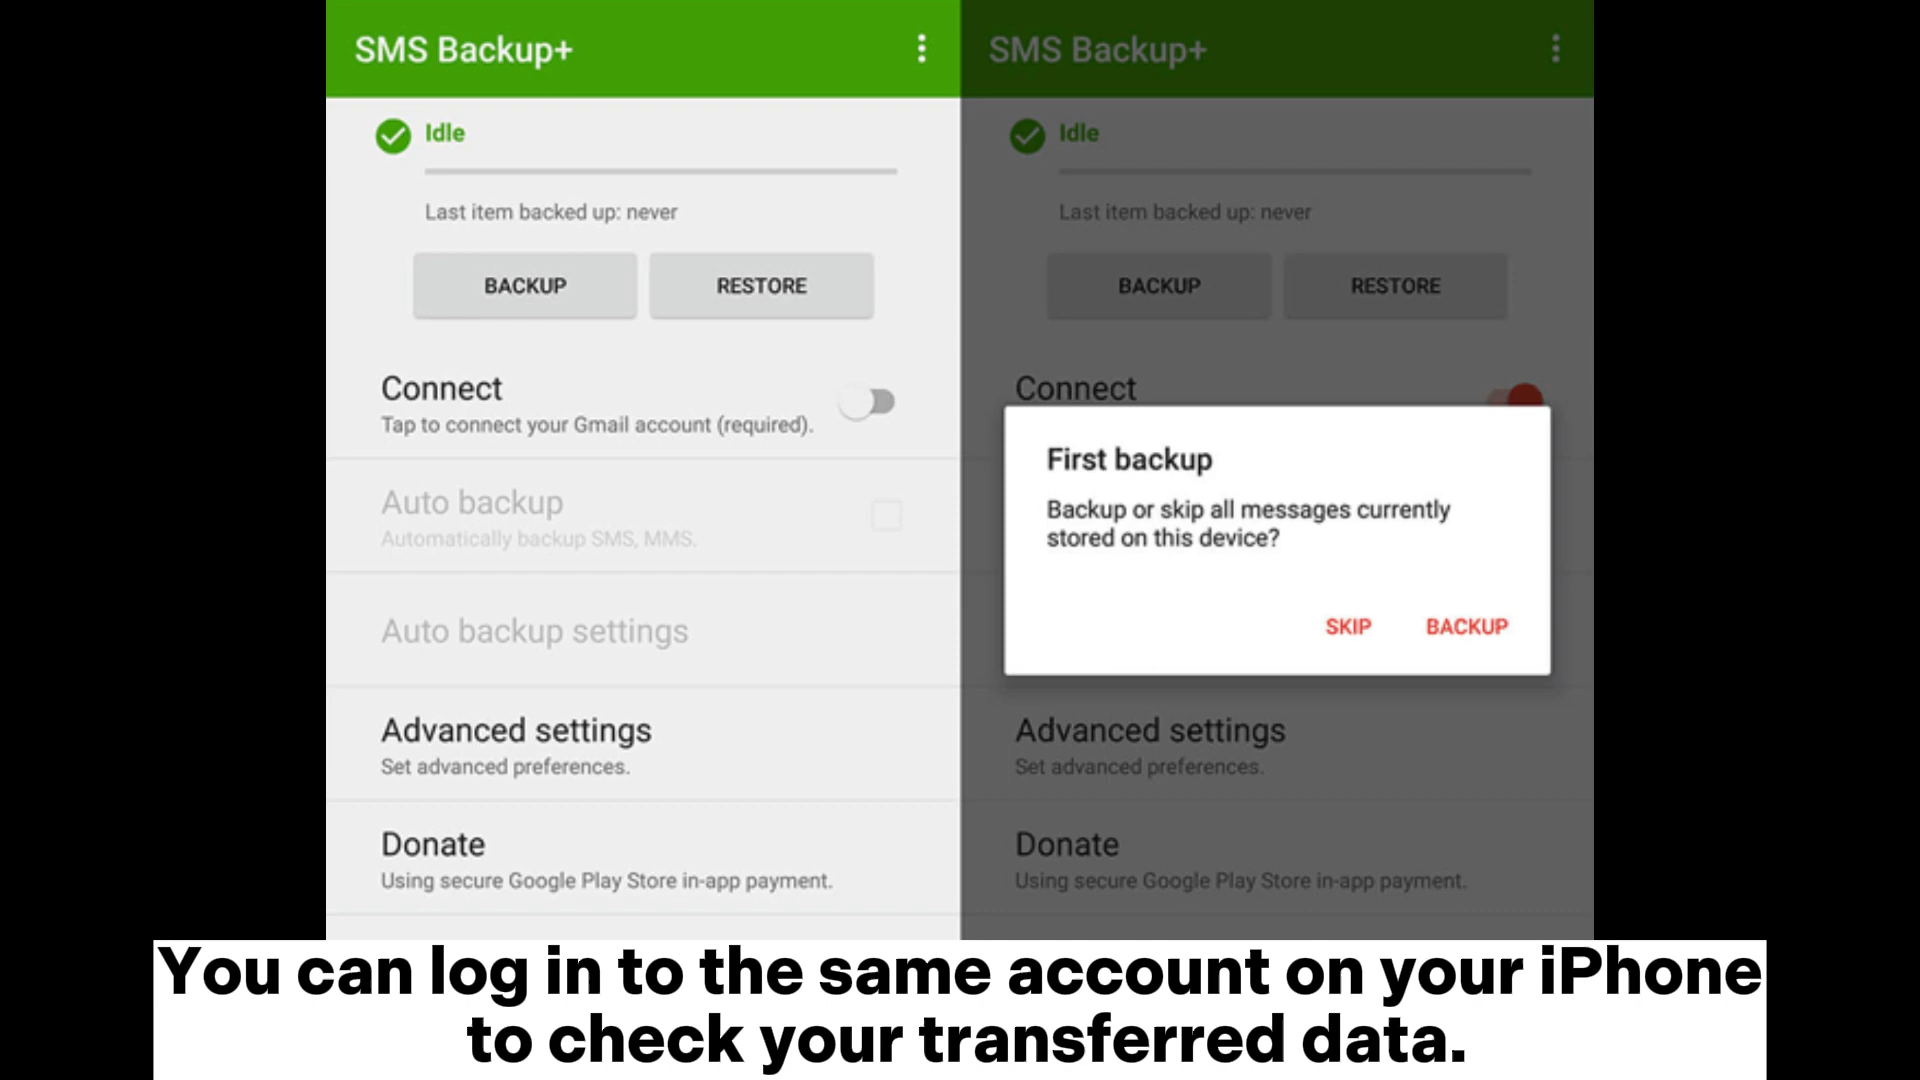 SMS Backup+
Idle
Last item backed up: never
BACKUP RESTORE
Connect
Tap to connect your Gmail account (required).
Auto backup
Automatically backup SMS, MMS.
Auto backup settings
Advanced settings
Set advanced preferences.
Donate
Using secure Google Play Store in-app payment.
SMS Backup+
Idle
Last item backed up: never
BACKUP RESTORE
Connect
First backup
Backup or skip all messages currently
stored on this device?
SKIP BACKUP
Advanced settings
Set advanced preferences.
Donate
Using secure Google Play Store in-app payment.
You can log in to the same account on your iPhone
to check your transferred data.